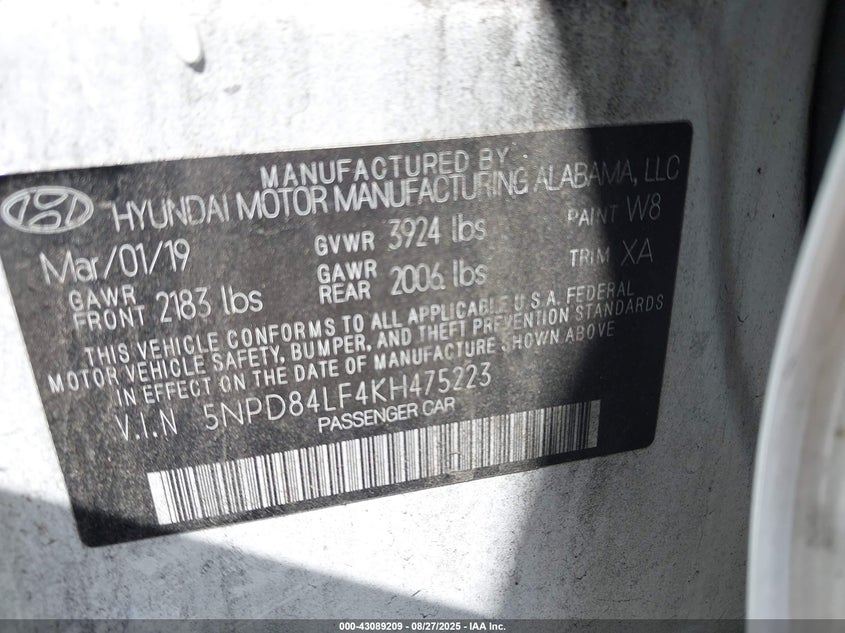 MANUFACTURED BY
HYUNDAI MOTOR MANUFACTURING ALABAMA, LLC
Mar/01/19 GVWR 3924 lbs PAINT W8
GAWR FRONT 2183 lbs GAWR REAR 2006 lbs TRIM XA
THIS VEHICLE CONFORMS TO ALL APPLICABLE U.S.A. FEDERAL
MOTOR VEHICLE SAFETY, BUMPER, AND THEFT PREVENTION STANDARDS
IN EFFECT ON THE DATE OF MANUFACTURE SHOWN ABOVE
V.I.N 5NPD84LF4KH475223
PASSENGER CAR
000-43089209 - 08/27/2025 - IAA Inc.